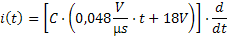 i(t) = [C · (0,048 V/μs · t + 18V)] · d/dt